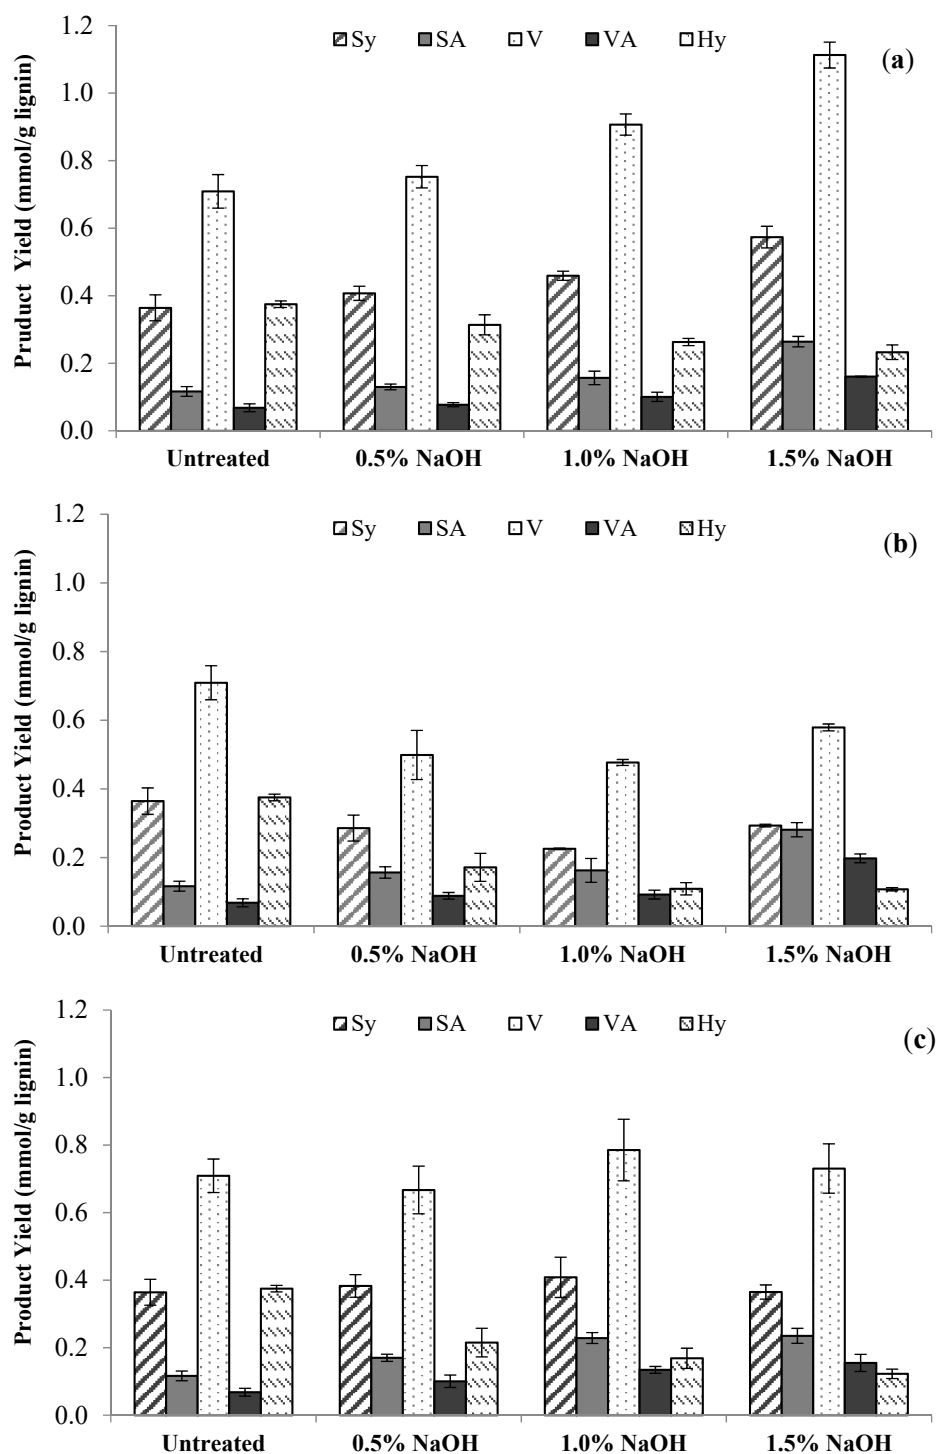 Sy SA V VA Hy
(a)
Pruduct Yield (mmol/g lignin)
1.2
1.0
0.8
0.6
0.4
0.2
0.0
Untreated 0.5% NaOH 1.0% NaOH 1.5% NaOH
Sy SA V VA Hy
(b)
Product Yield (mmol/g lignin)
1.2
1.0
0.8
0.6
0.4
0.2
0.0
Untreated 0.5% NaOH 1.0% NaOH 1.5% NaOH
Sy SA V VA Hy
(c)
Product Yield (mmol/g lignin)
1.2
1.0
0.8
0.6
0.4
0.2
0.0
Untreated 0.5% NaOH 1.0% NaOH 1.5% NaOH